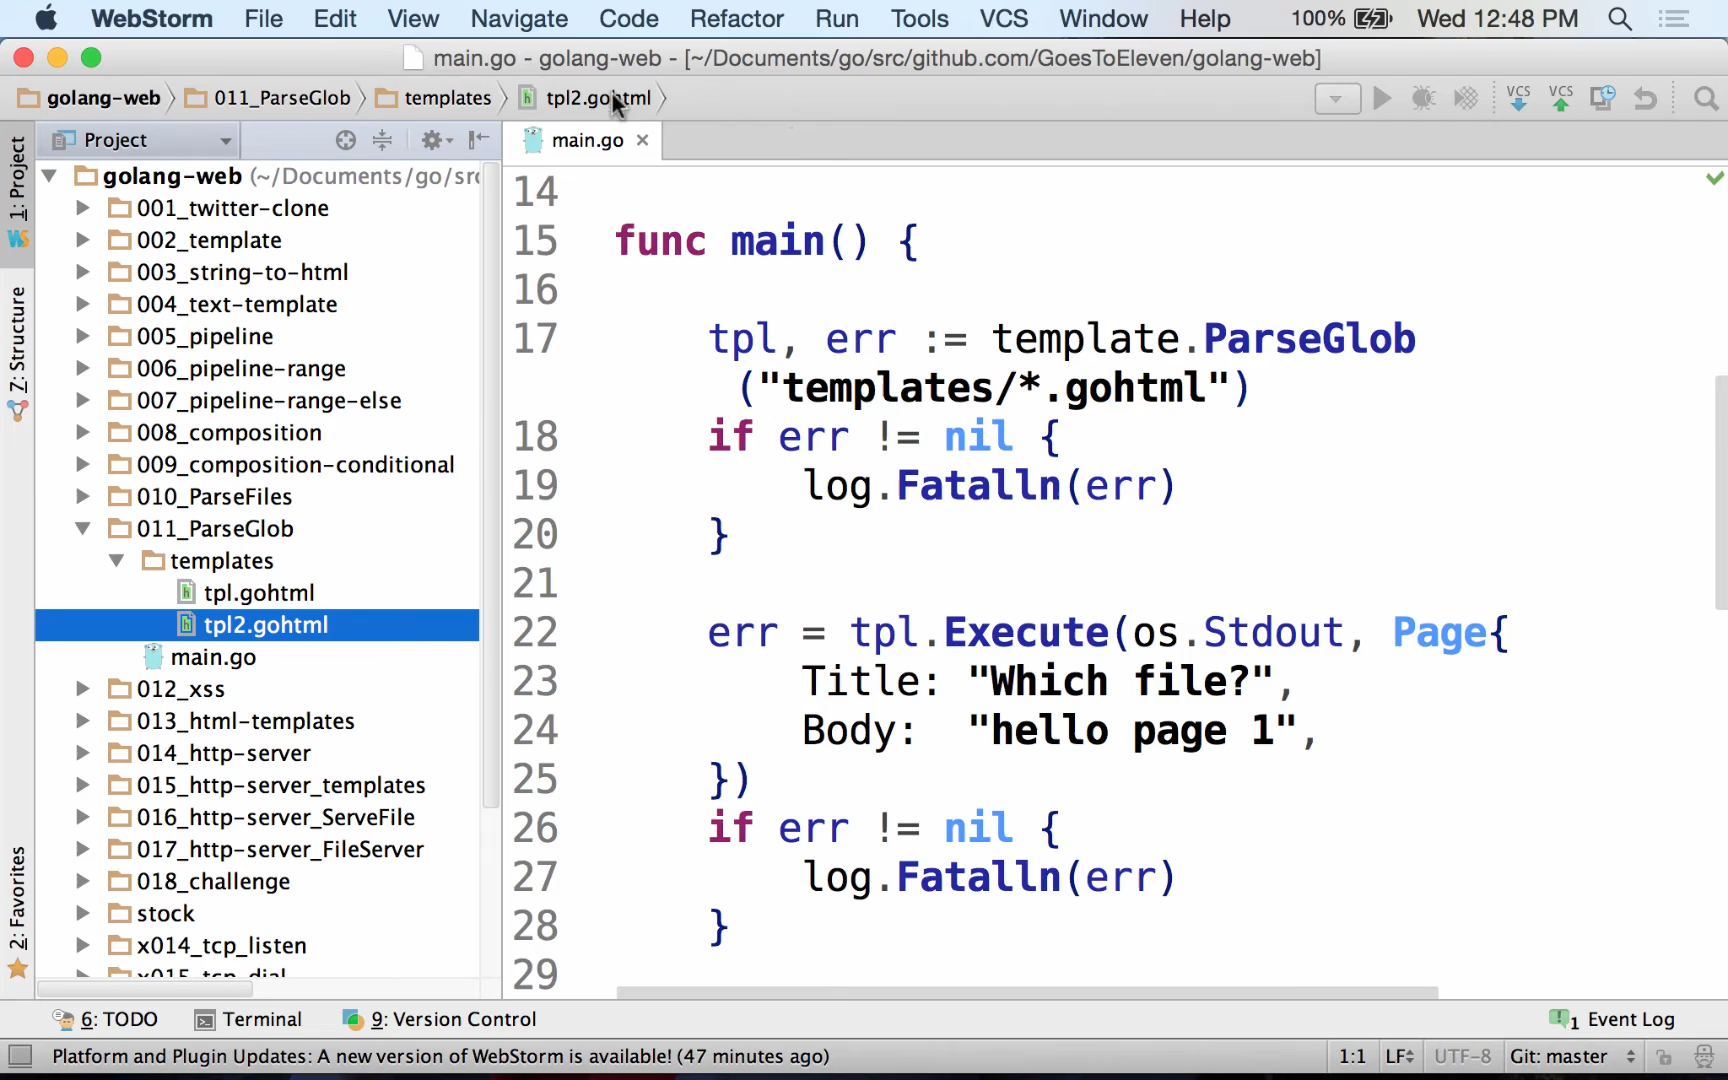 WebStorm File Edit View Navigate Code Refactor Run Tools VCS Window Help 100% Wed 12:48 PM
main.go - golang-web - [~/Documents/go/src/github.com/GoesToEleven/golang-web]
golang-web 011_ParseGlob templates tpl2.gohtml VCS VCS
Project
main.go
1: Project
7: Structure
2: Favorites
golang-web (~/Documents/go/src
001_twitter-clone
002_template
003_string-to-html
004_text-template
005_pipeline
006_pipeline-range
007_pipeline-range-else
008_composition
009_composition-conditional
010_ParseFiles
011_ParseGlob
templates
tpl.gohtml
tpl2.gohtml
main.go
012_xss
013_html-templates
014_http-server
015_http-server_templates
016_http-server_ServeFile
017_http-server_FileServer
018_challenge
stock
x014_tcp_listen
x015_tcp_dial
14
15 func main() {
16
17 tpl, err := template.ParseGlob
("templates/*.gohtml")
18 if err != nil {
19 log.Fatalln(err)
20 }
21
22 err = tpl.Execute(os.Stdout, Page{
23 Title: "Which file?",
24 Body: "hello page 1",
25 })
26 if err != nil {
27 log.Fatalln(err)
28 }
29
6: TODO Terminal 9: Version Control 1 Event Log
Platform and Plugin Updates: A new version of WebStorm is available! (47 minutes ago) 1:1 LF UTF-8 Git: master